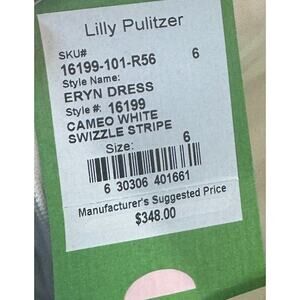 Lilly Pulitzer
SKU#
16199-101-R56 6
Style Name:
ERYN DRESS
Style #: 16199
CAMEO WHITE
SWIZZLE STRIPE
Size: 6
6 30306 401661
Manufacturer's Suggested Price
$348.00